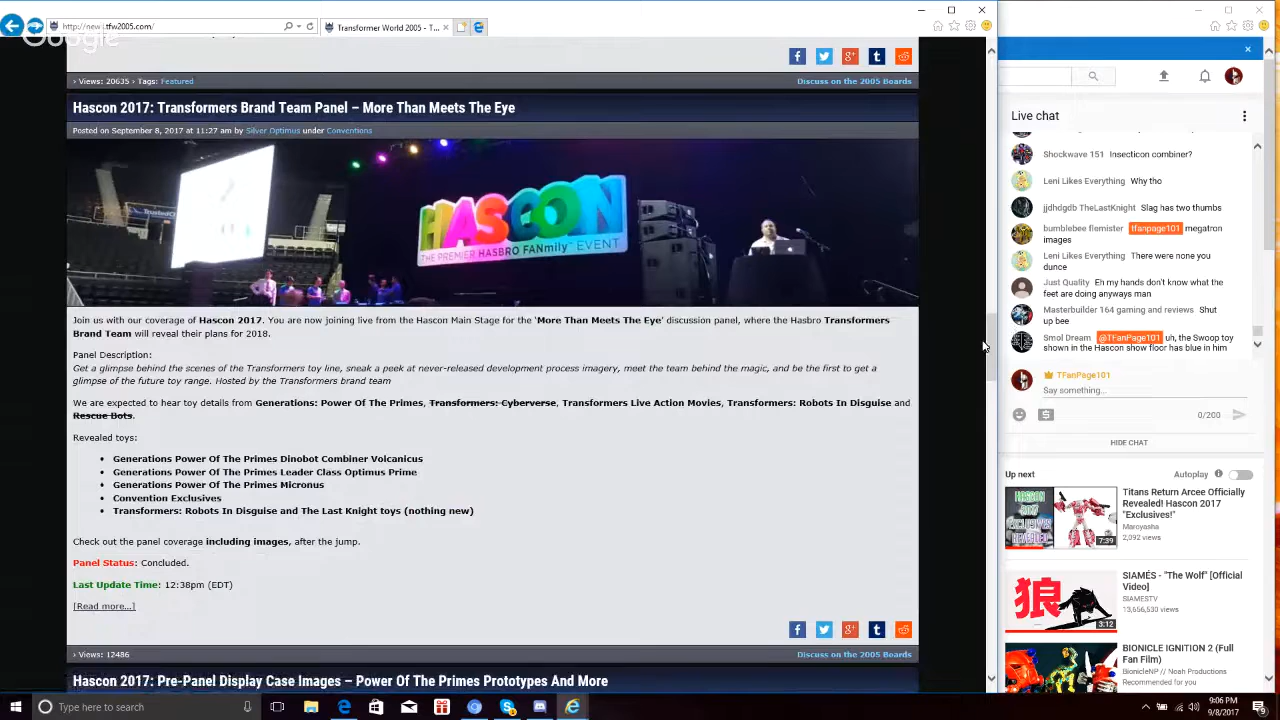 http://new.tfw2005.com/
Transformer World 2005 - T...
Google
Views: 20635 › Tags: Featured
Discuss on the 2005 Boards
Hascon 2017: Transformers Brand Team Panel – More Than Meets The Eye
Posted on September 8, 2017 at 11:27 am by Silver Optimus under Conventions
HASCON
THE PREMIER HASBRO FANmily™ EVENT
Join us with our coverage of Hascon 2017. You are now joining live from the Hascon Main Stage for the 'More Than Meets The Eye' discussion panel, where the Hasbro Transformers
Brand Team will reveal their plans for 2018.
Panel Description:
Get a glimpse behind the scenes of the Transformers toy line, sneak a peek at never-released development process imagery, meet the team behind the magic, and be the first to get a
glimpse of the future toy range. Hosted by the Transformers brand team
We are expected to hear toy details from Generations: Power of the Primes, Transformers: Cyberverse, Transformers Live Action Movies, Transformers: Robots In Disguise and
Rescue Bots.
Revealed toys:
• Generations Power Of The Primes Dinobot Combiner Volcanicus
• Generations Power Of The Primes Leader Class Optimus Prime
• Generations Power Of The Primes Micronus
• Convention Exclusives
• Transformers: Robots In Disguise and The Last Knight toys (nothing new)
Check out the panel coverage including images, after the jump.
Panel Status: Concluded.
Last Update Time: 12:38pm (EDT)
[Read more...]
› Views: 12486
Discuss on the 2005 Boards
Hascon 2017: Pre-Panel Display Case Images – Power Of The Primes Prototypes And More
Live chat
Shockwave 151 Insecticon combiner?
Leni Likes Everything Why tho
jjdhdgdb TheLastKnight Slag has two thumbs
bumblebee flemister tfanpage101 megatron
images
Leni Likes Everything There were none you
dunce
Just Quality Eh my hands don't know what the
feet are doing anyways man
Masterbuilder 164 gaming and reviews Shut
up bee
Smol Dream @TFanPage101 uh, the Swoop toy
shown in the Hascon show floor has blue in him
TFanPage101
Say something...
0/200
HIDE CHAT
Up next
Autoplay
HASCON
2017
EXCLUSIVES
REVEALED
7:39
Titans Return Arcee Officially
Revealed! Hascon 2017
"Exclusives!"
Maroyasha
2,092 views
狼
3:12
SIAMÉS - "The Wolf" [Official
Video]
SIAMESTV
13,656,530 views
BIONICLE IGNITION 2 (Full
Fan Film)
BionicleNP // Noah Productions
Recommended for you
Type here to search
9:06 PM
9/8/2017
9